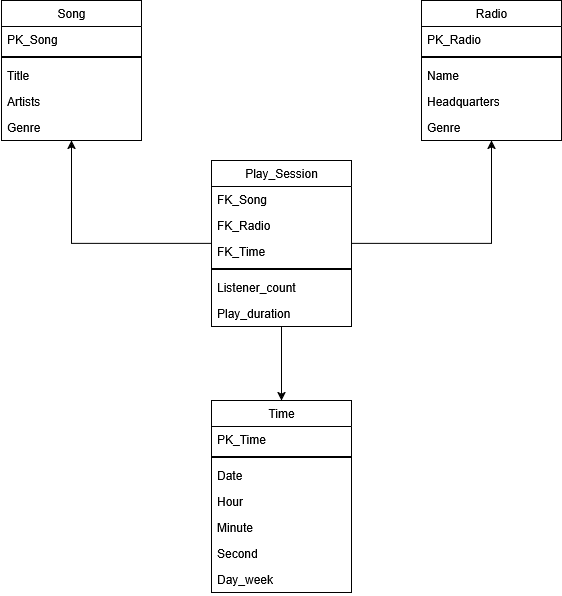 Song
PK_Song
Title
Artists
Genre
Radio
PK_Radio
Name
Headquarters
Genre
Play_Session
FK_Song
FK_Radio
FK_Time
Listener_count
Play_duration
Time
PK_Time
Date
Hour
Minute
Second
Day_week